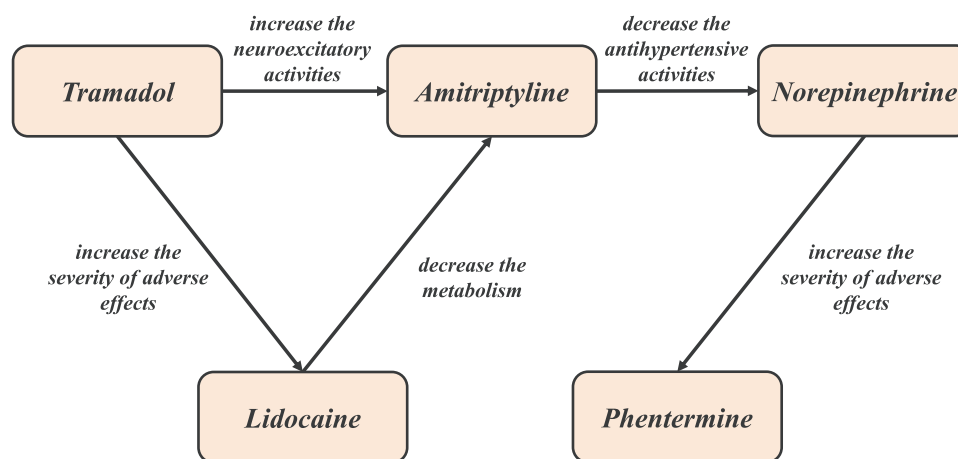 increase the
neuroexcitatory
activities
decrease the
antihypertensive
activities
Tramadol
Amitriptyline
Norepinephrine
increase the
severity of adverse
effects
decrease the
metabolism
increase the
severity of adverse
effects
Lidocaine
Phentermine